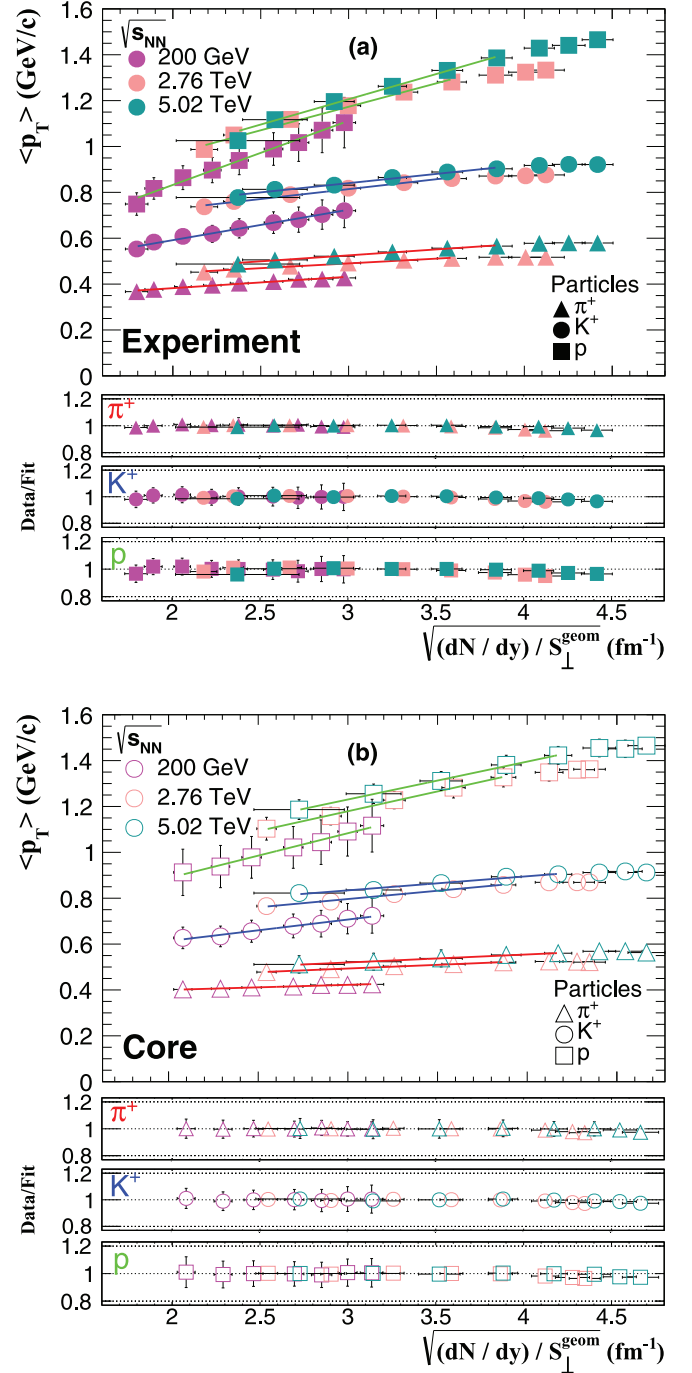 1.6
√s_NN
(a)
200 GeV
2.76 TeV
5.02 TeV
<p_T> (GeV/c)
1.4
1.2
1
0.8
0.6
0.4
0.2
0
Particles
π⁺
K⁺
p
Experiment
1.2
π⁺
1
0.8
1.2
K⁺
1
0.8
Data/Fit
1.2
p
1
0.8
2 2.5 3 3.5 4 4.5
√(dN / dy) / S_⊥^geom (fm⁻¹)
1.6
√s_NN
(b)
200 GeV
2.76 TeV
5.02 TeV
<p_T> (GeV/c)
1.4
1.2
1
0.8
0.6
0.4
0.2
0
Particles
π⁺
K⁺
p
Core
1.2
π⁺
1
0.8
1.2
K⁺
1
0.8
Data/Fit
1.2
p
1
0.8
2 2.5 3 3.5 4 4.5
√(dN / dy) / S_⊥^geom (fm⁻¹)